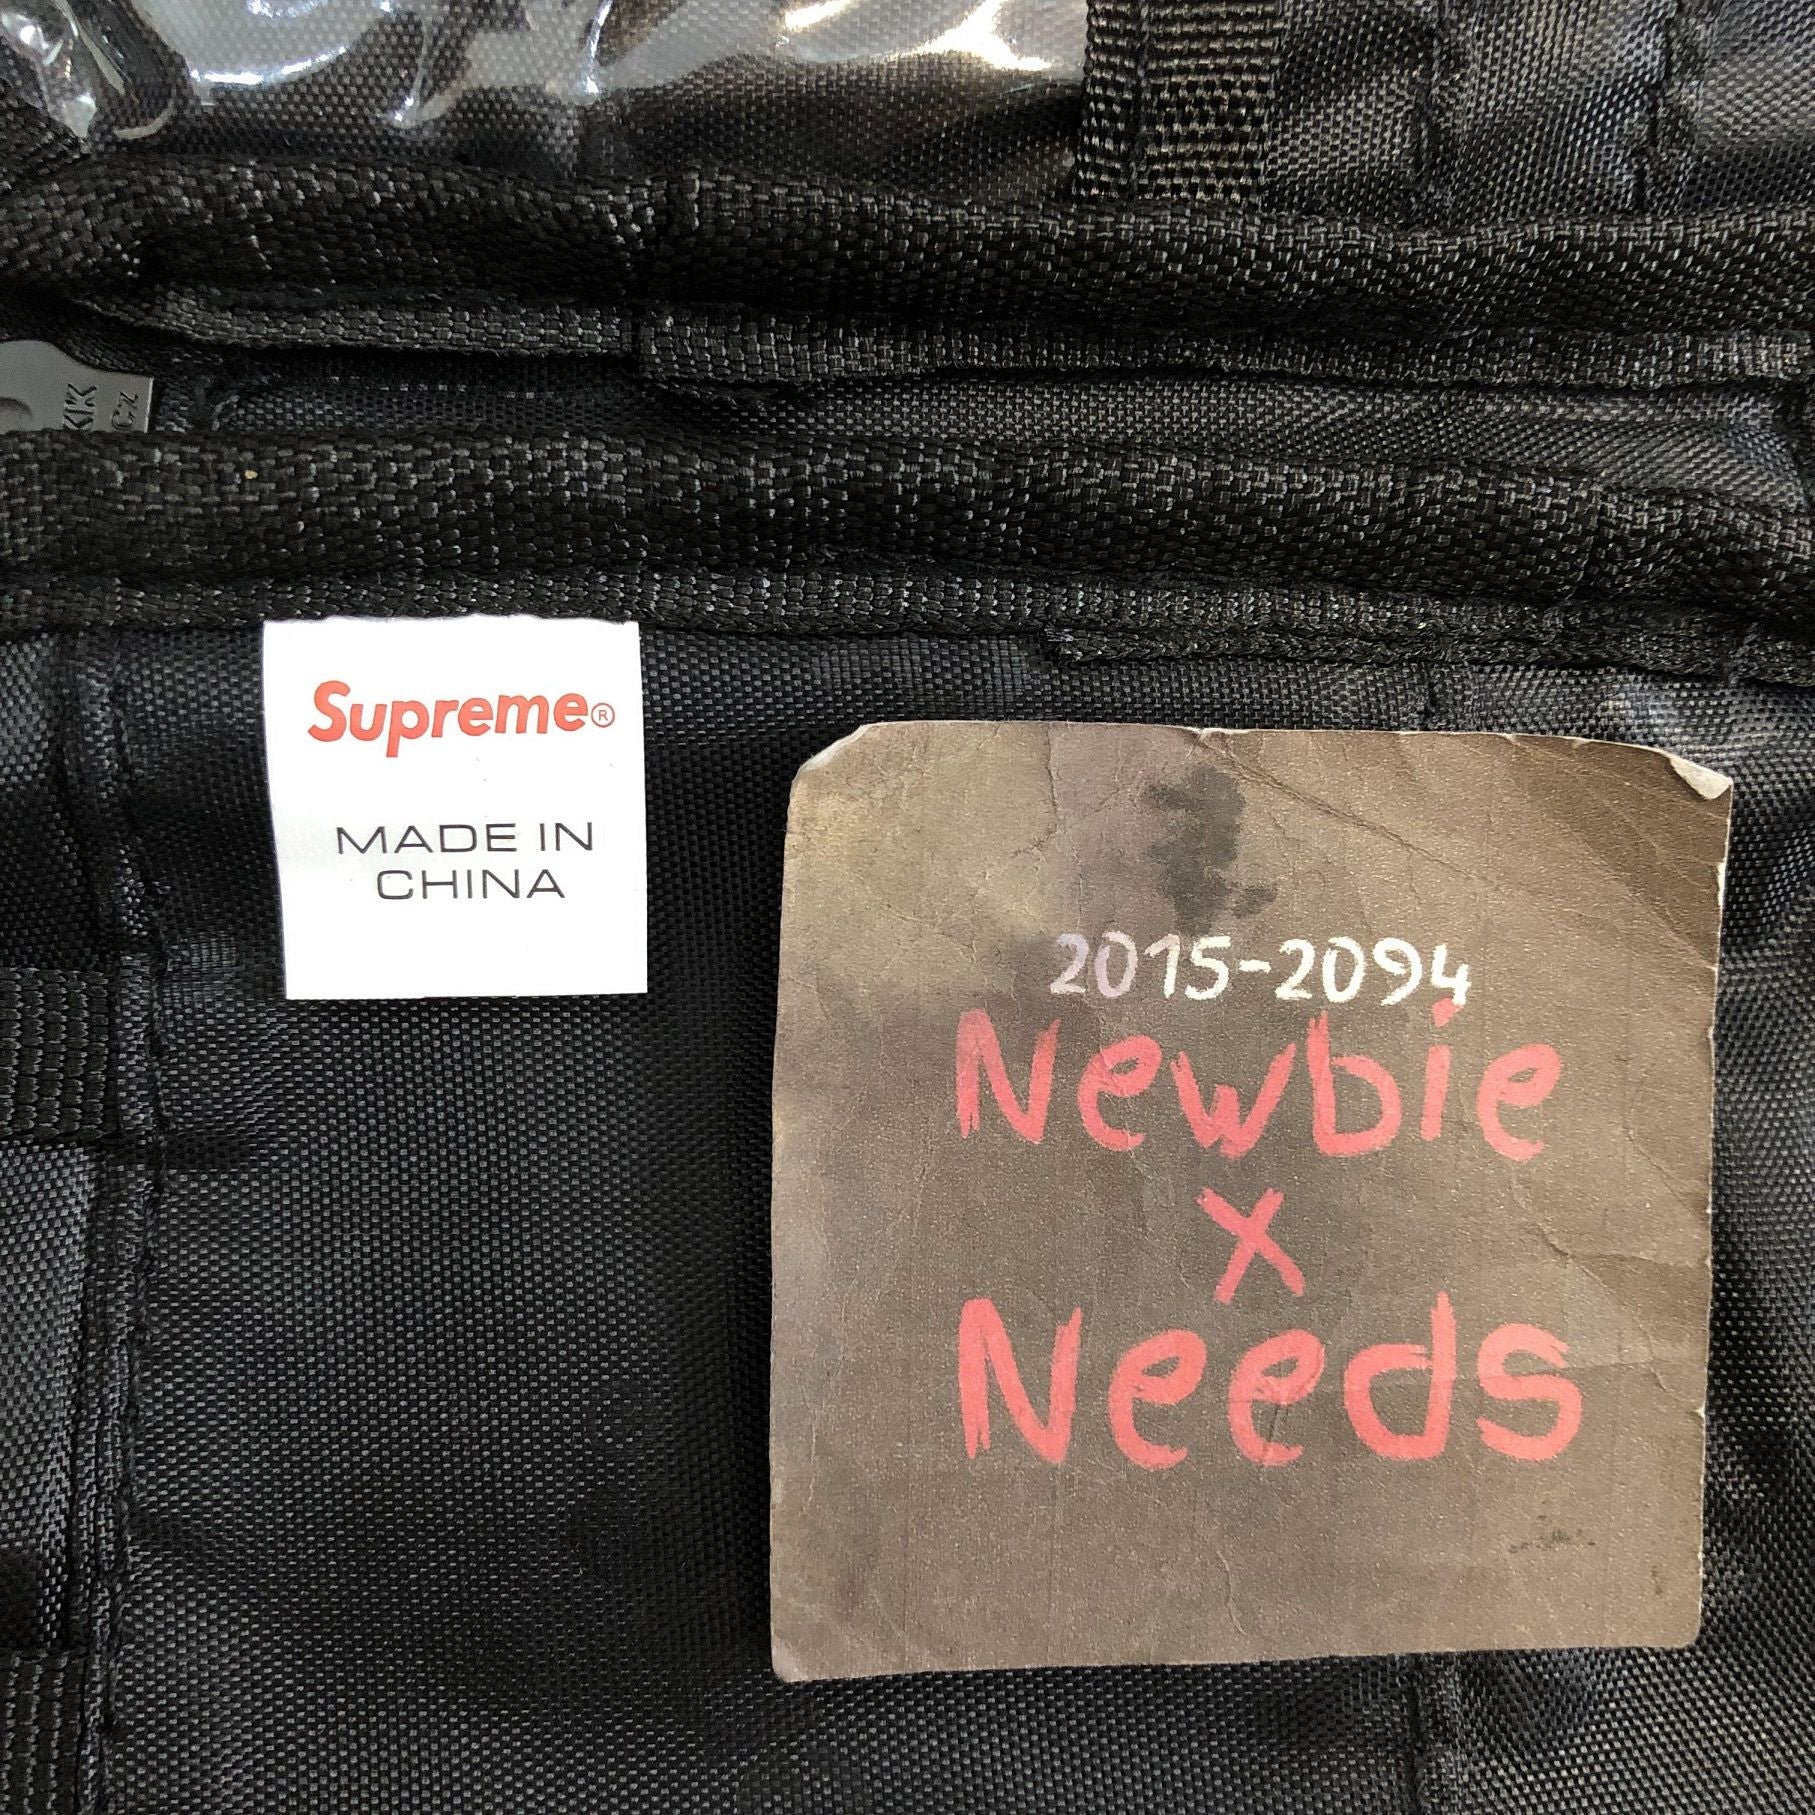 Supreme®
MADE IN
CHINA
2015-2094
Newbie
x
Needs